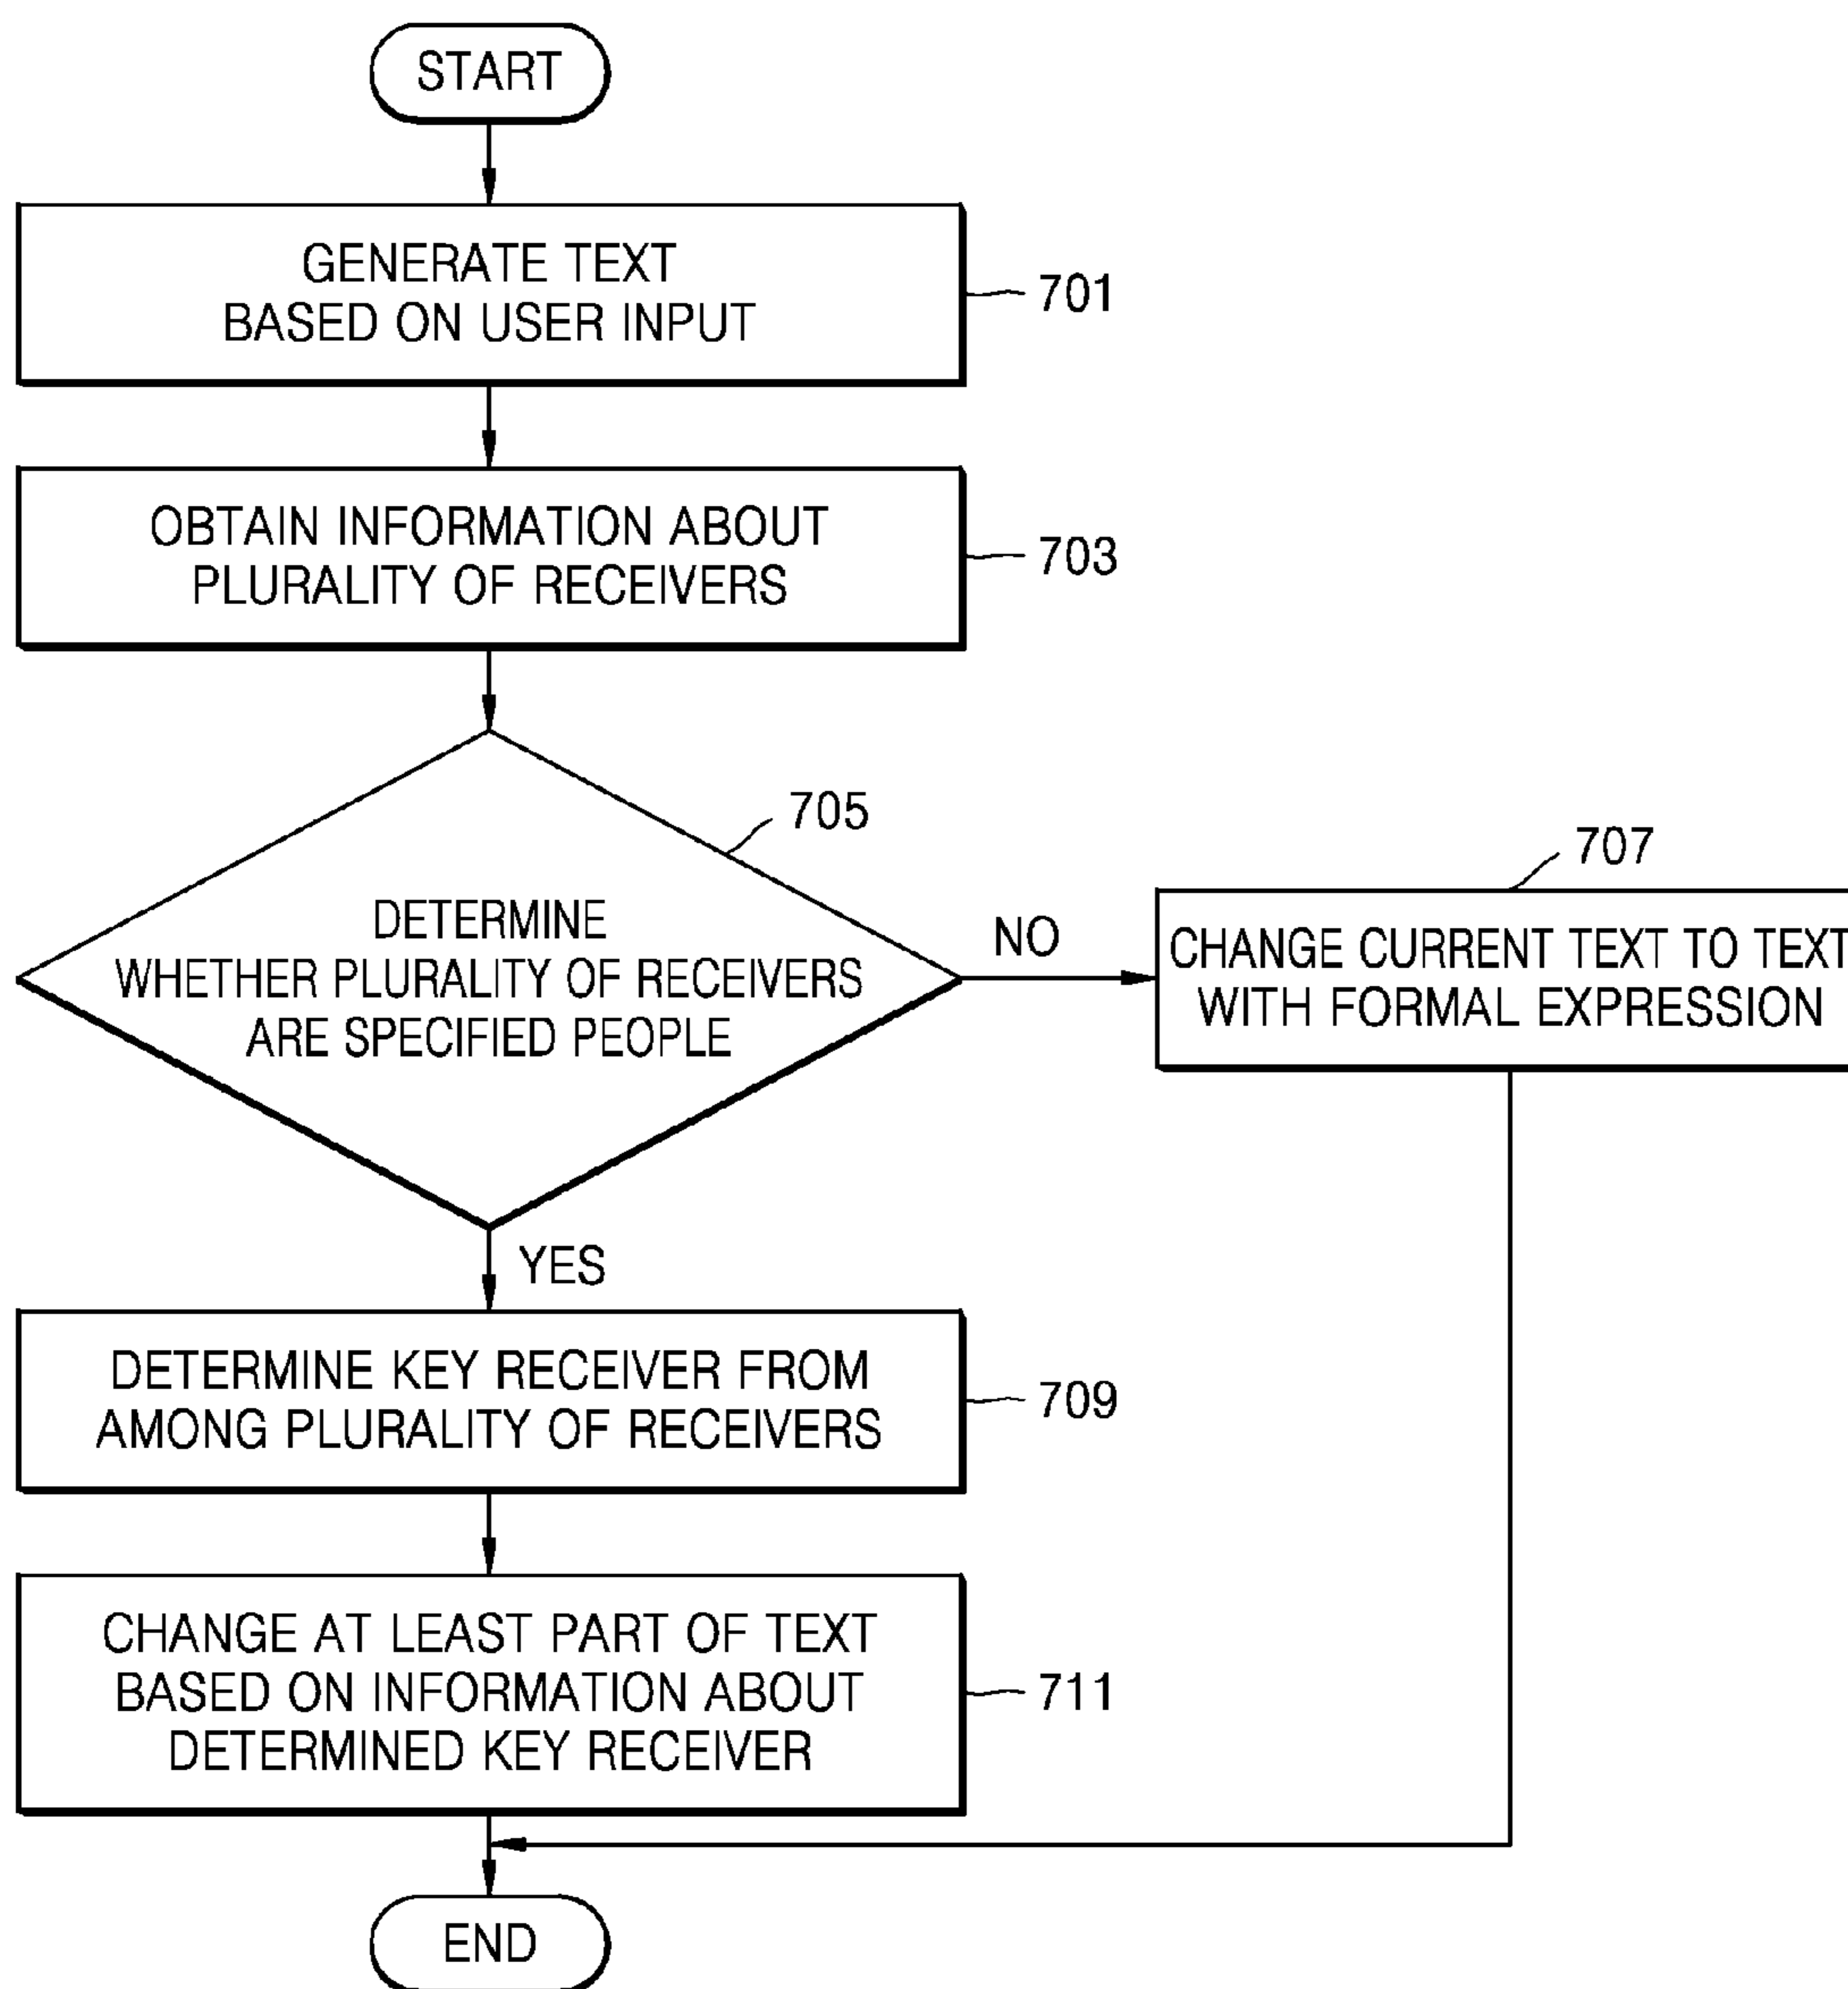 START
GENERATE TEXT
BASED ON USER INPUT
701
OBTAIN INFORMATION ABOUT
PLURALITY OF RECEIVERS
703
705
DETERMINE
WHETHER PLURALITY OF RECEIVERS
ARE SPECIFIED PEOPLE
NO
707
CHANGE CURRENT TEXT TO TEXT
WITH FORMAL EXPRESSION
YES
DETERMINE KEY RECEIVER FROM
AMONG PLURALITY OF RECEIVERS
709
CHANGE AT LEAST PART OF TEXT
BASED ON INFORMATION ABOUT
DETERMINED KEY RECEIVER
711
END